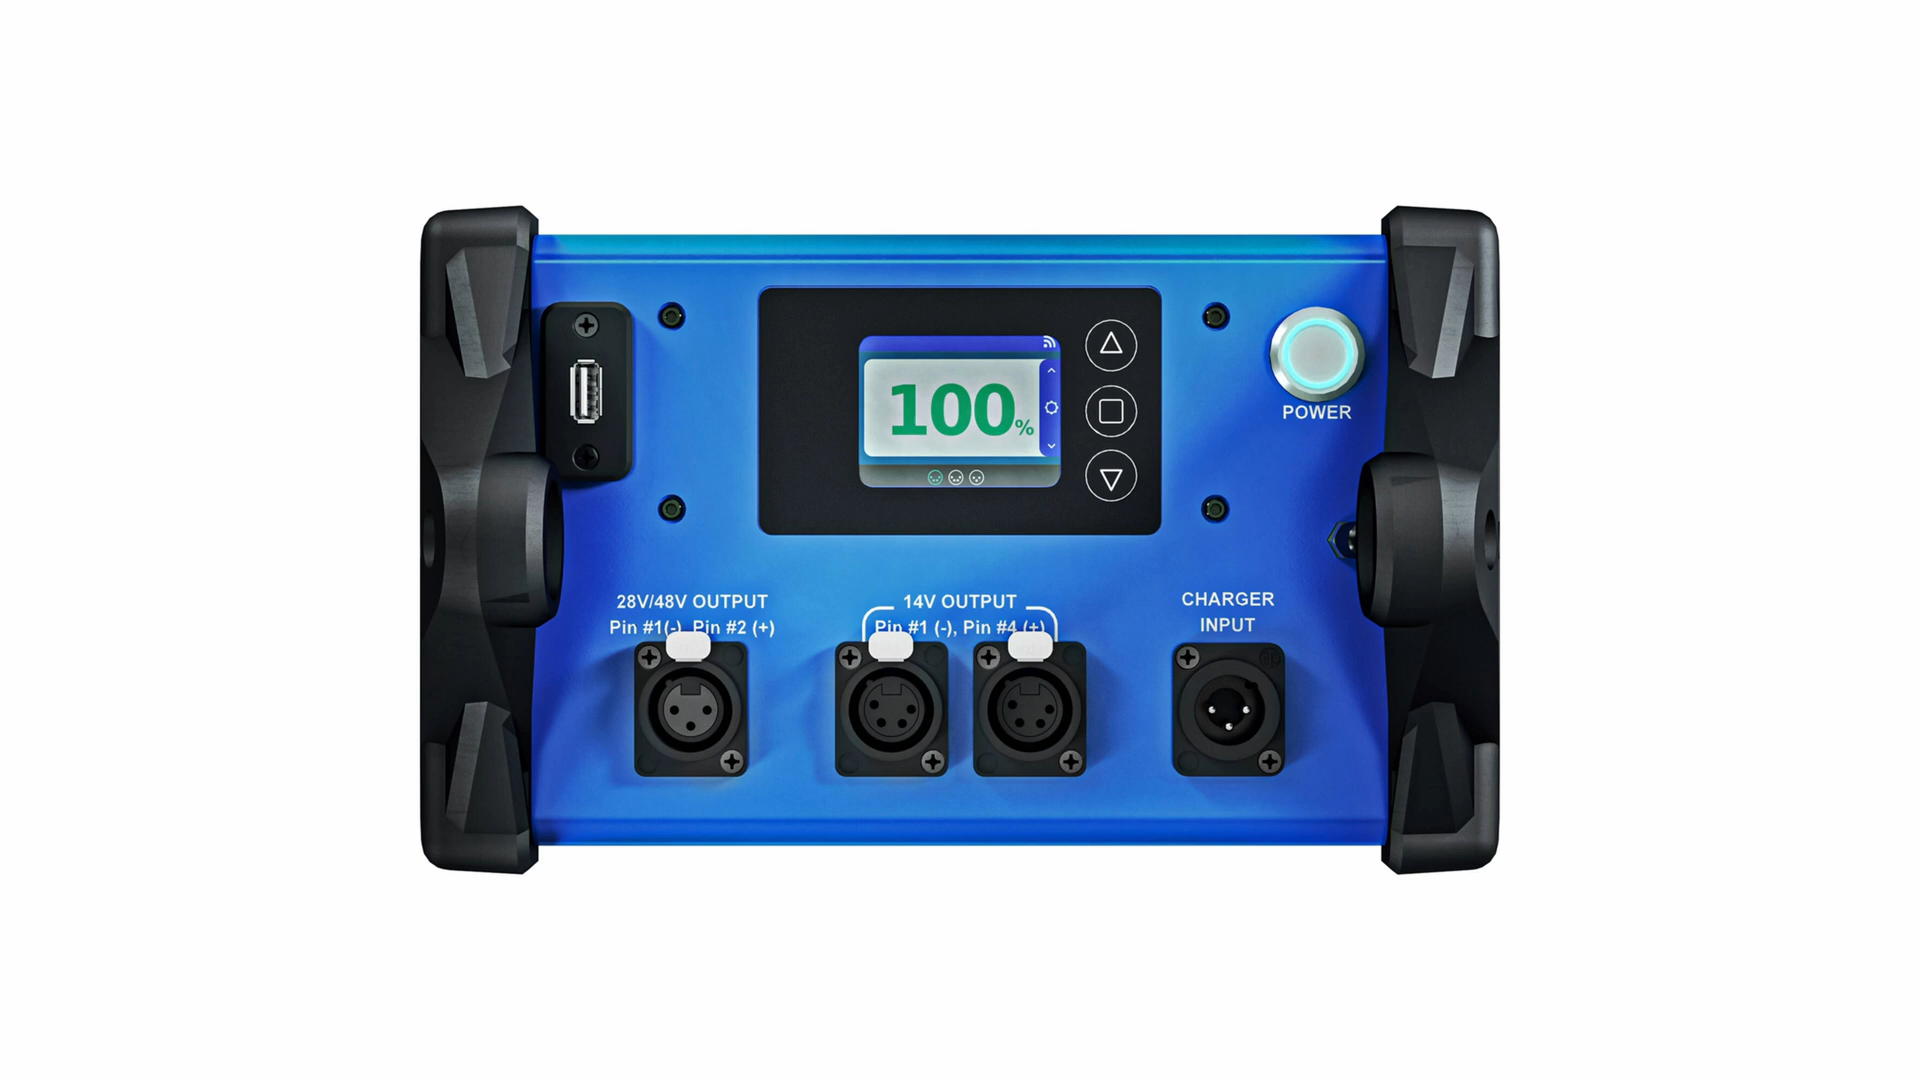 100%
POWER
28V/48V OUTPUT
Pin #1(-), Pin #2 (+)
14V OUTPUT
Pin #1 (-), Pin #4 (+)
CHARGER
INPUT